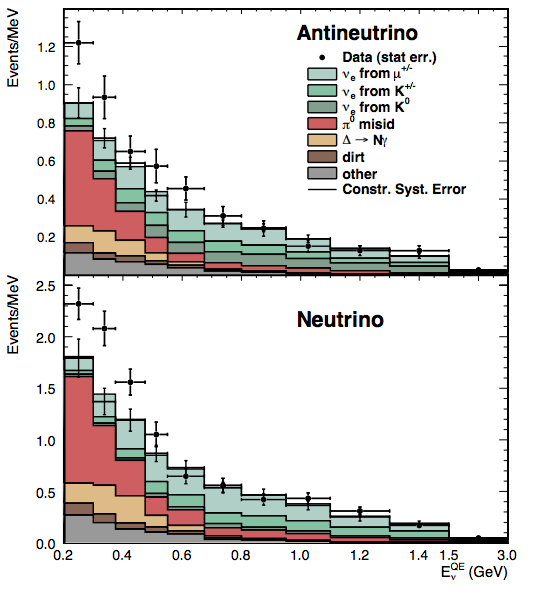 Antineutrino
Events/MeV
Data (stat err.)
νe from μ+/-
νe from K+/-
νe from K0
π0 misid
Δ → Nγ
dirt
other
Constr. Syst. Error
1.2
1.0
0.8
0.6
0.4
0.2
Neutrino
Events/MeV
2.5
2.0
1.5
1.0
0.5
0.0
0.2 0.4 0.6 0.8 1.0 1.2 1.4 1.5 3.0
EνQE (GeV)